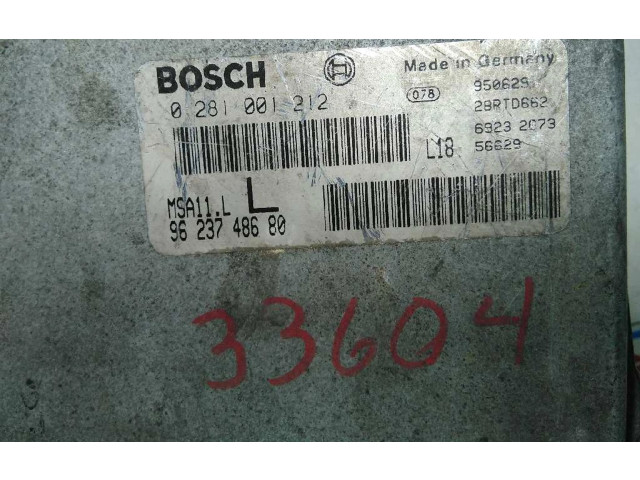 BOSCH Made in Germany
0 281 001 212 078 950629
28RTD662
6923 2073
L18 56629
MSA11.L L
96 237 486 80
33604